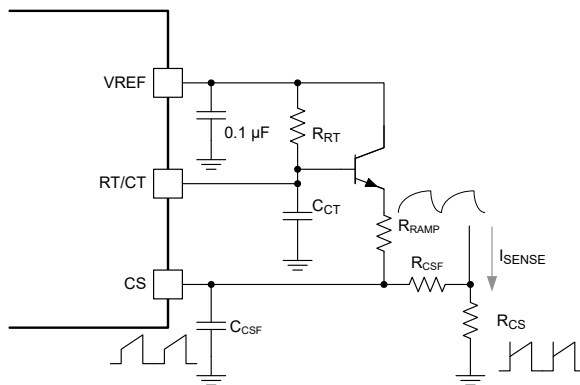 VREF
0.1 µF
RRT
RT/CT
CCT
RRAMP
ISENSE
CS
RCSF
CCSF
RCS